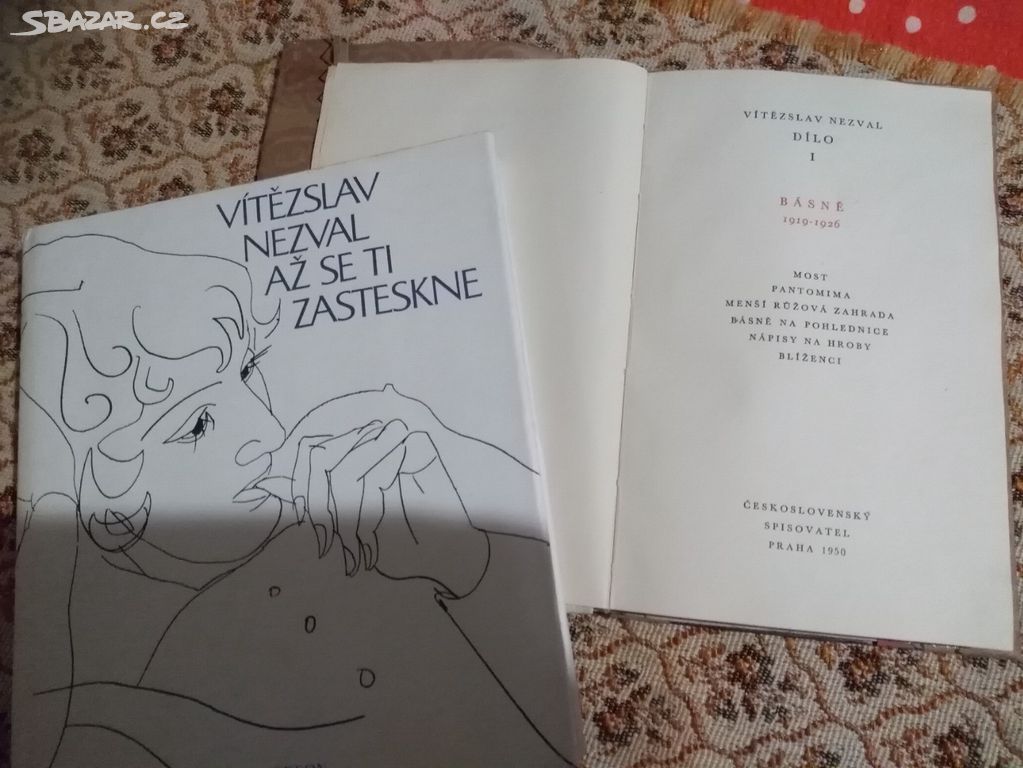 SBAZAR.CZ
VÍTĚZSLAV
NEZVAL
AŽ SE TI
ZASTESKNE
VÍTĚZSLAV NEZVAL
DÍLO
I
BÁSNĚ
1919-1926
MOST
PANTOMIMA
MENŠÍ RŮŽOVÁ ZAHRADA
BÁSNĚ NA POHLEDNICE
NÁPISY NA HROBY
BLÍŽENCI
ČESKOSLOVENSKÝ
SPISOVATEL
PRAHA 1950